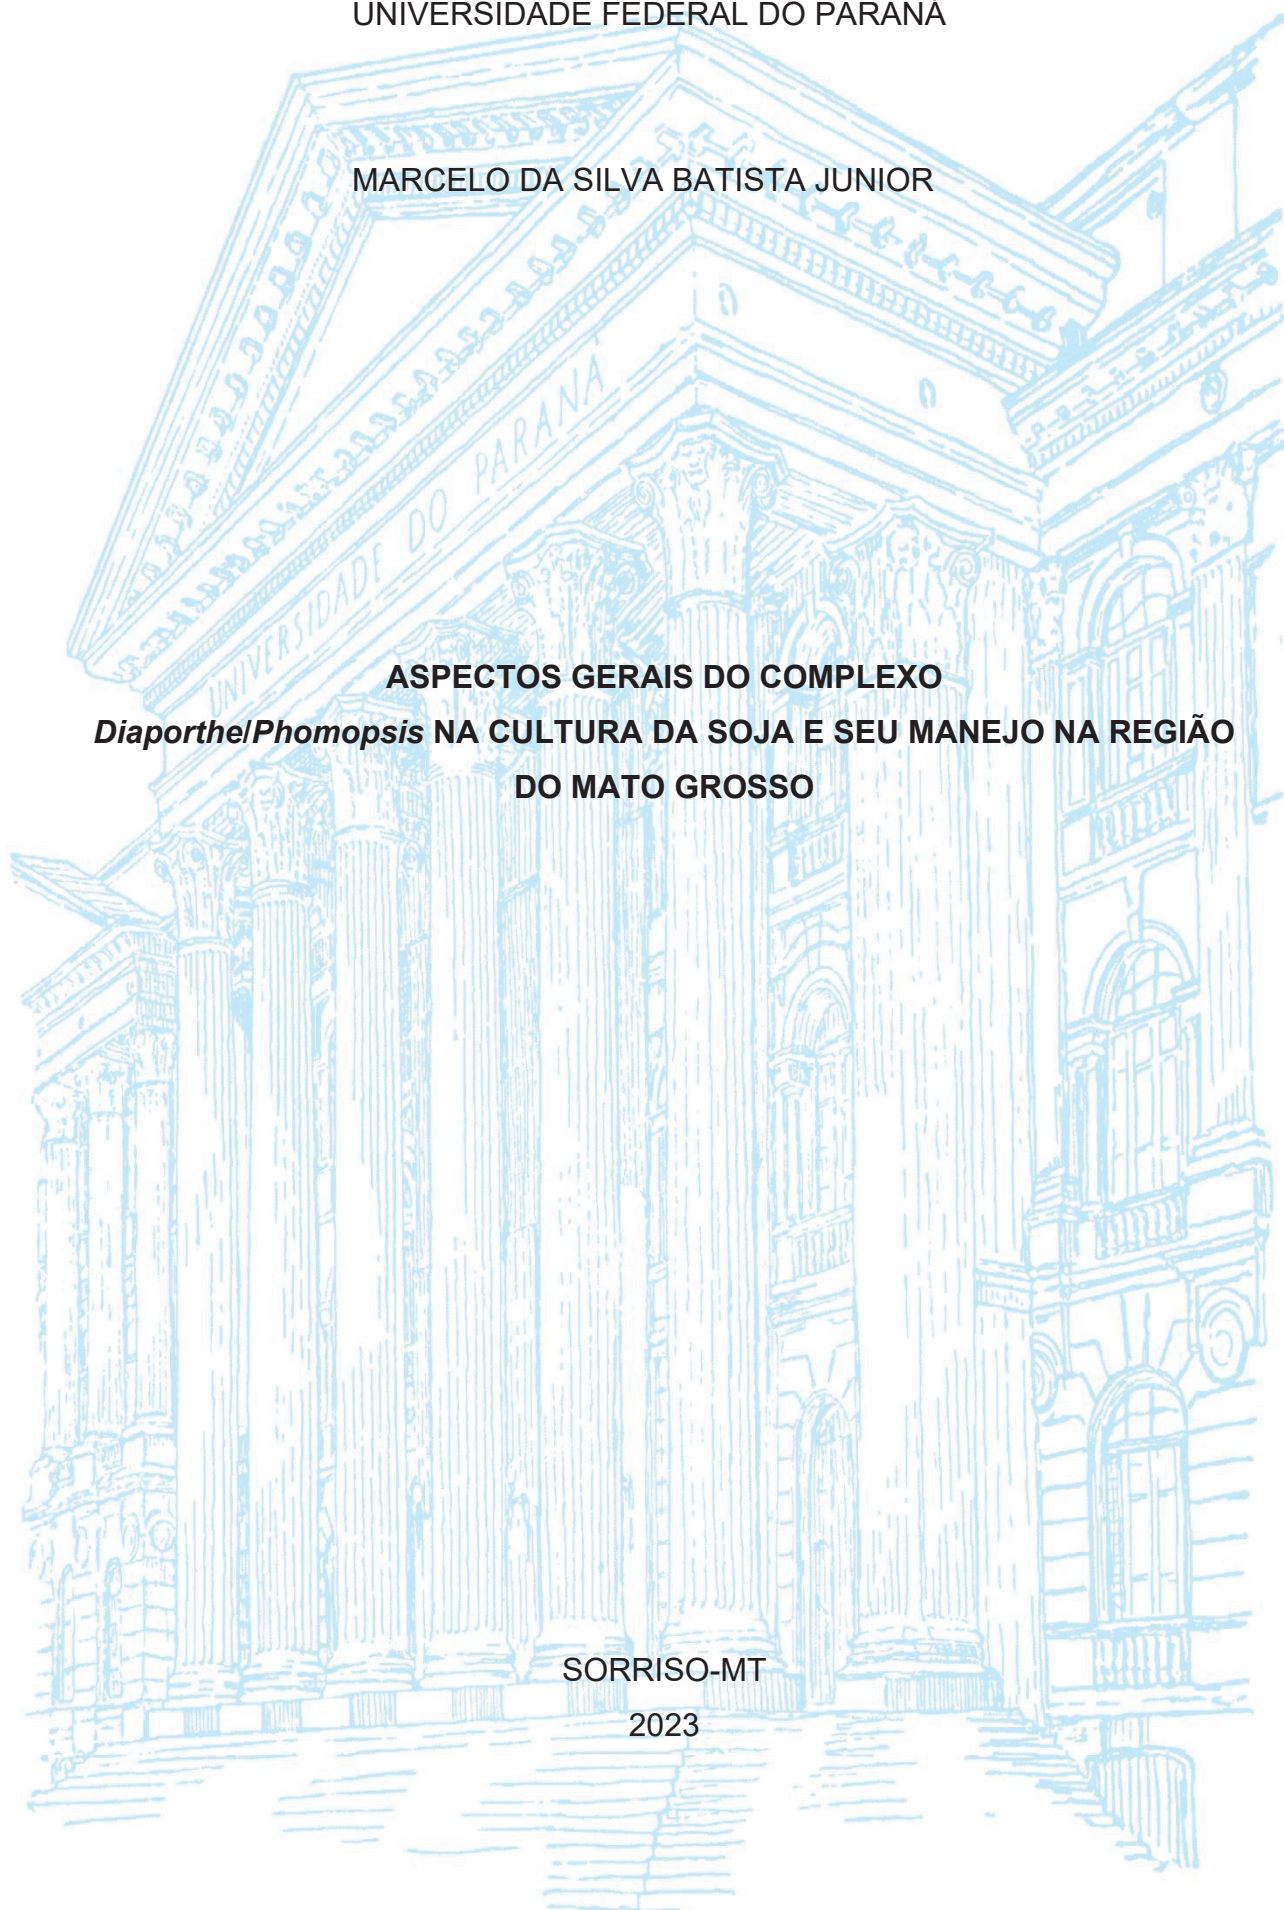 UNIVERSIDADE FEDERAL DO PARANÁ
MARCELO DA SILVA BATISTA JUNIOR
UNIVERSIDADE DO PARANÁ
ASPECTOS GERAIS DO COMPLEXO
Diaporthe/Phomopsis NA CULTURA DA SOJA E SEU MANEJO NA REGIÃO
DO MATO GROSSO
SORRISO-MT
2023